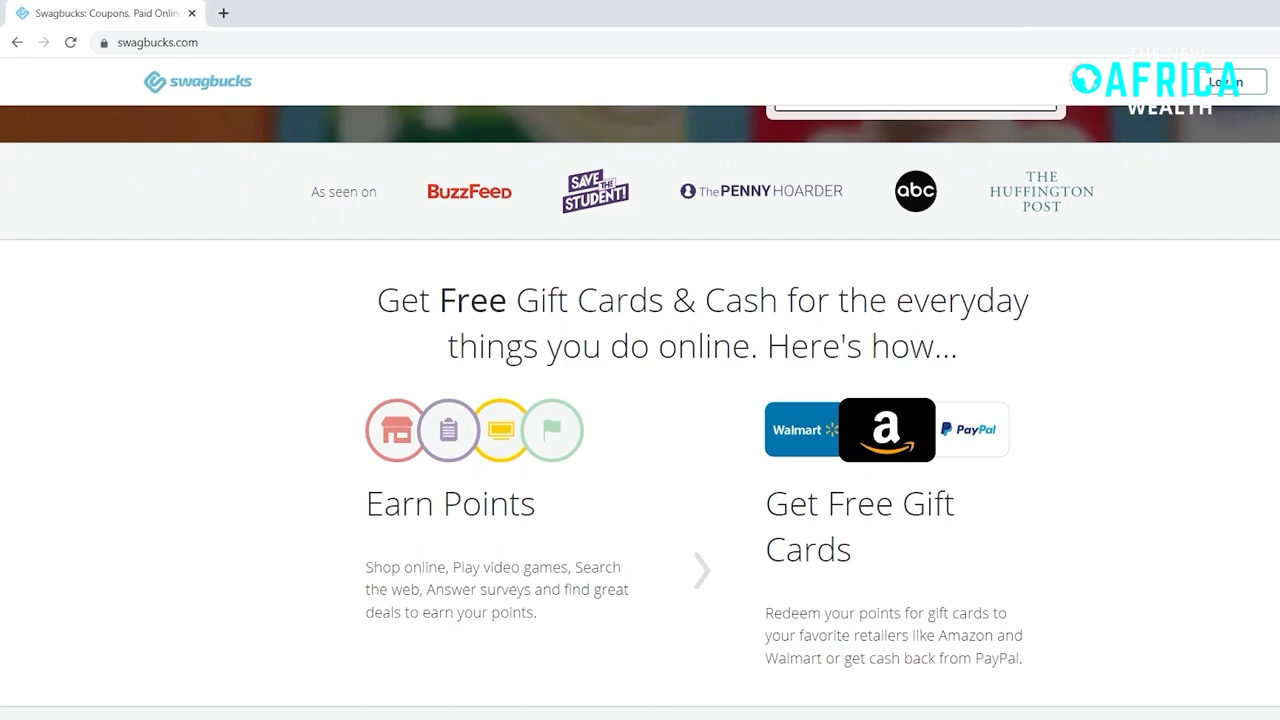 Swagbucks: Coupons, Paid Onlin
swagbucks.com
swagbucks
Log In
THE NEW
AFRICA
WEALTH
As seen on
BuzzFeed
SAVE THE STUDENT!
The PENNY HOARDER
abc
THE
HUFFINGTON
POST
Get Free Gift Cards & Cash for the everyday
things you do online. Here's how...
Walmart
a
PayPal
Earn Points
Shop online, Play video games, Search
the web, Answer surveys and find great
deals to earn your points.
Get Free Gift
Cards
Redeem your points for gift cards to
your favorite retailers like Amazon and
Walmart or get cash back from PayPal.